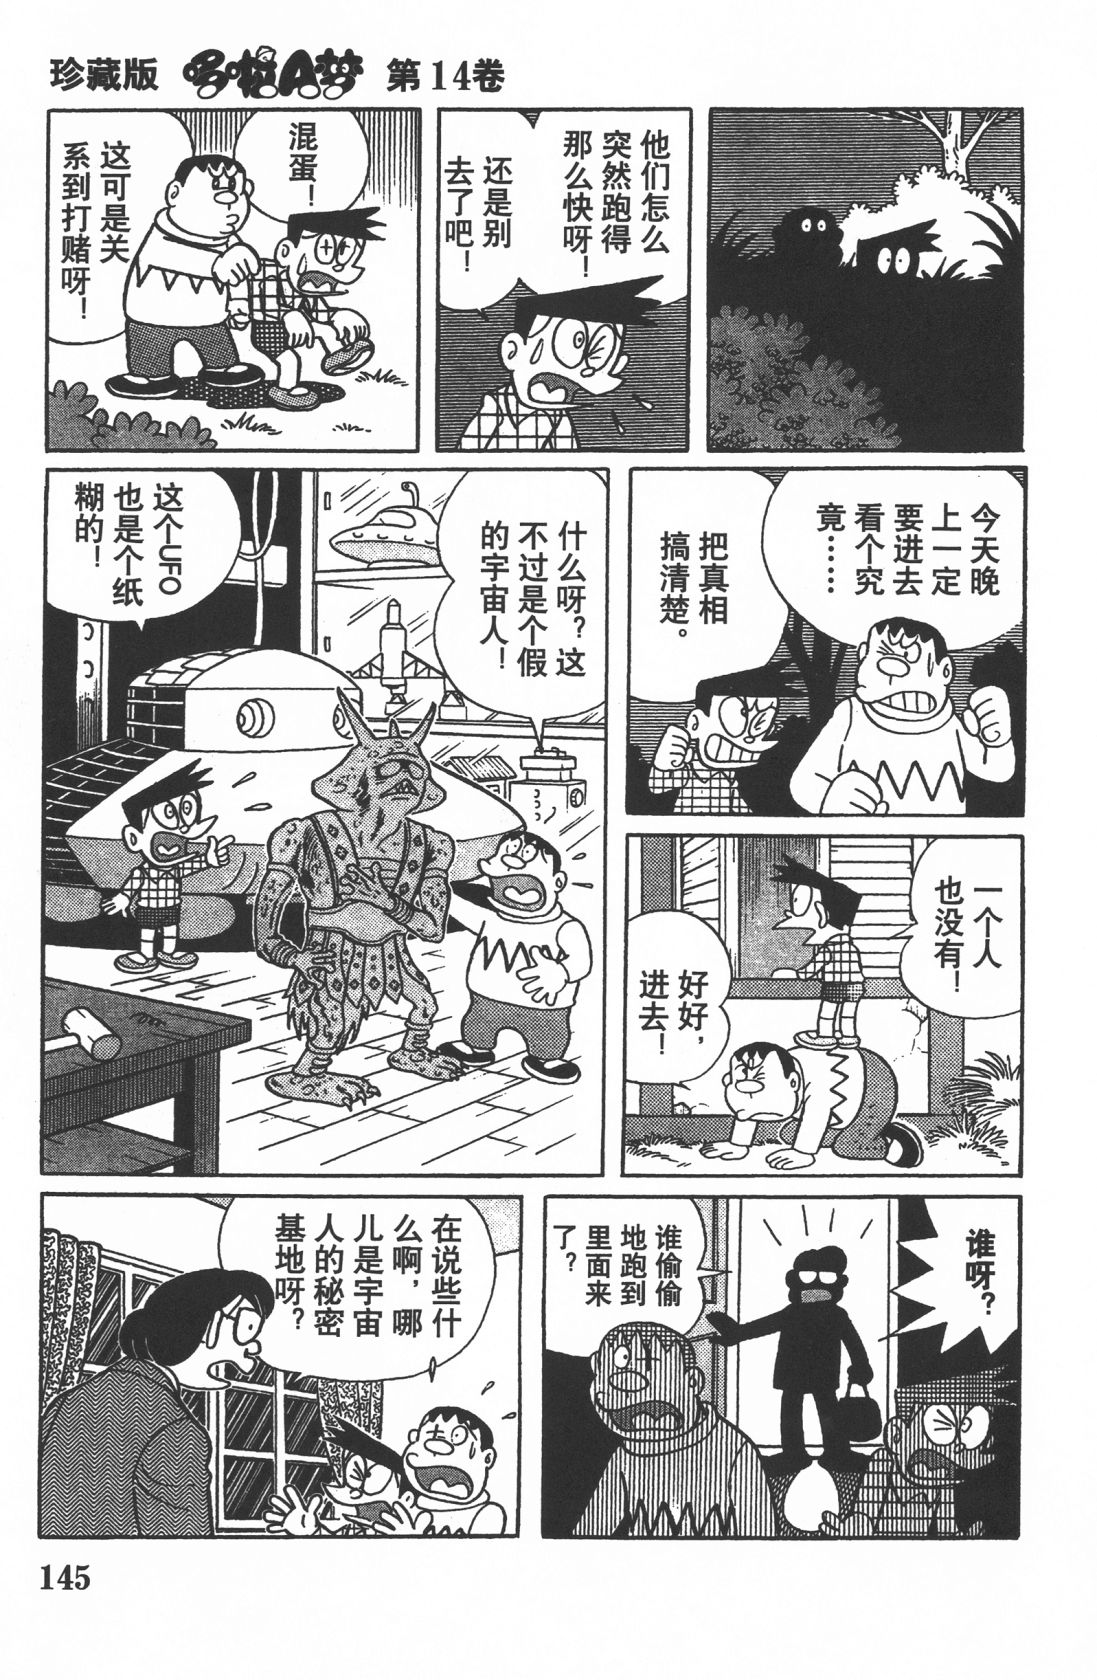 珍藏版 哆啦A梦 第14卷
他们怎么
突然跑得
那么快呀！
还是别
去了吧！
混蛋！
这可是关
系到打赌呀！
今天晚
上一定
要进去
看个究
竟……
把真相
搞清楚。
一个人
也没有！
好好，
进去！
什么呀？这
不过是个假
的宇宙人！
这个UFO
也是个纸
糊的！
谁呀？
谁偷偷
地跑到
里面来
了？
在说些什
么啊，哪
儿是宇宙
人的秘密
基地呀？
145